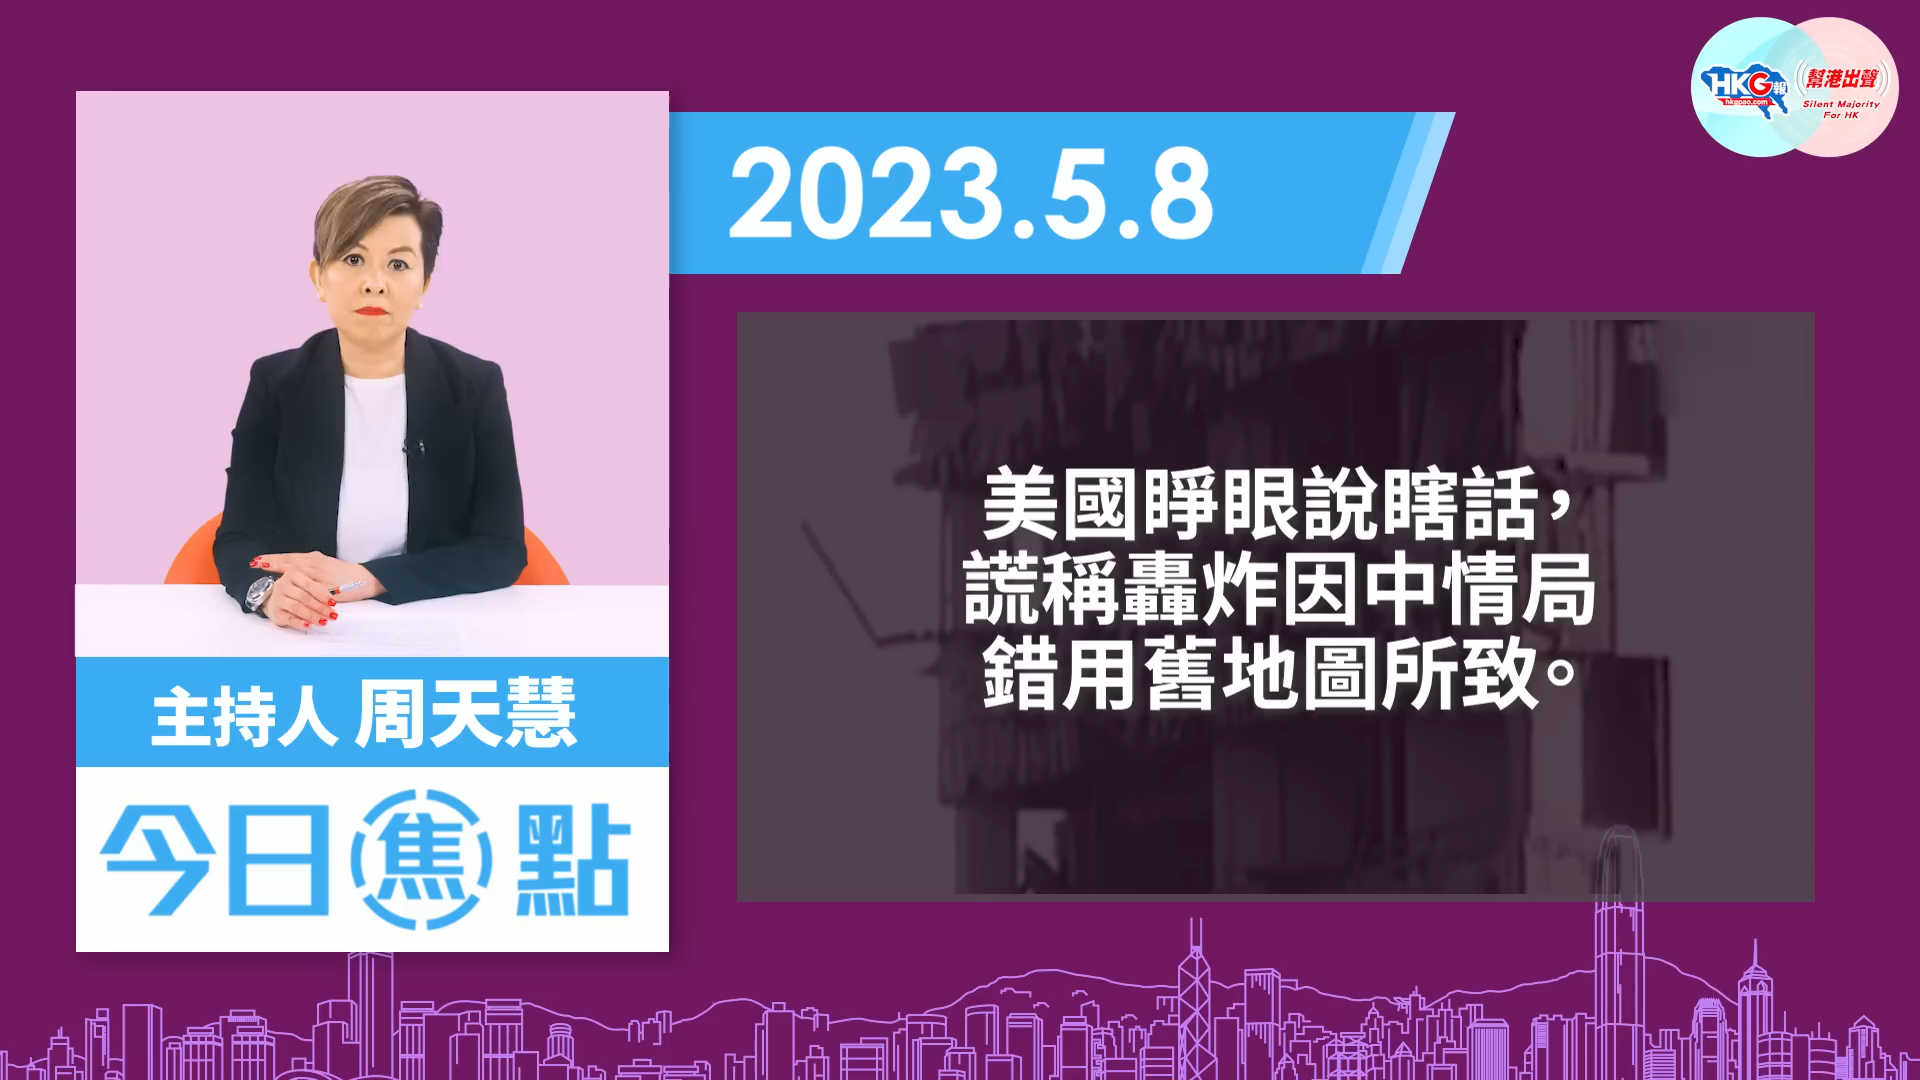 HKG報
hkgpao.com
幫港出聲
Silent Majority
For HK
2023.5.8
美國睜眼說瞎話，
謊稱轟炸因中情局
錯用舊地圖所致。
主持人 周天慧
今日焦點